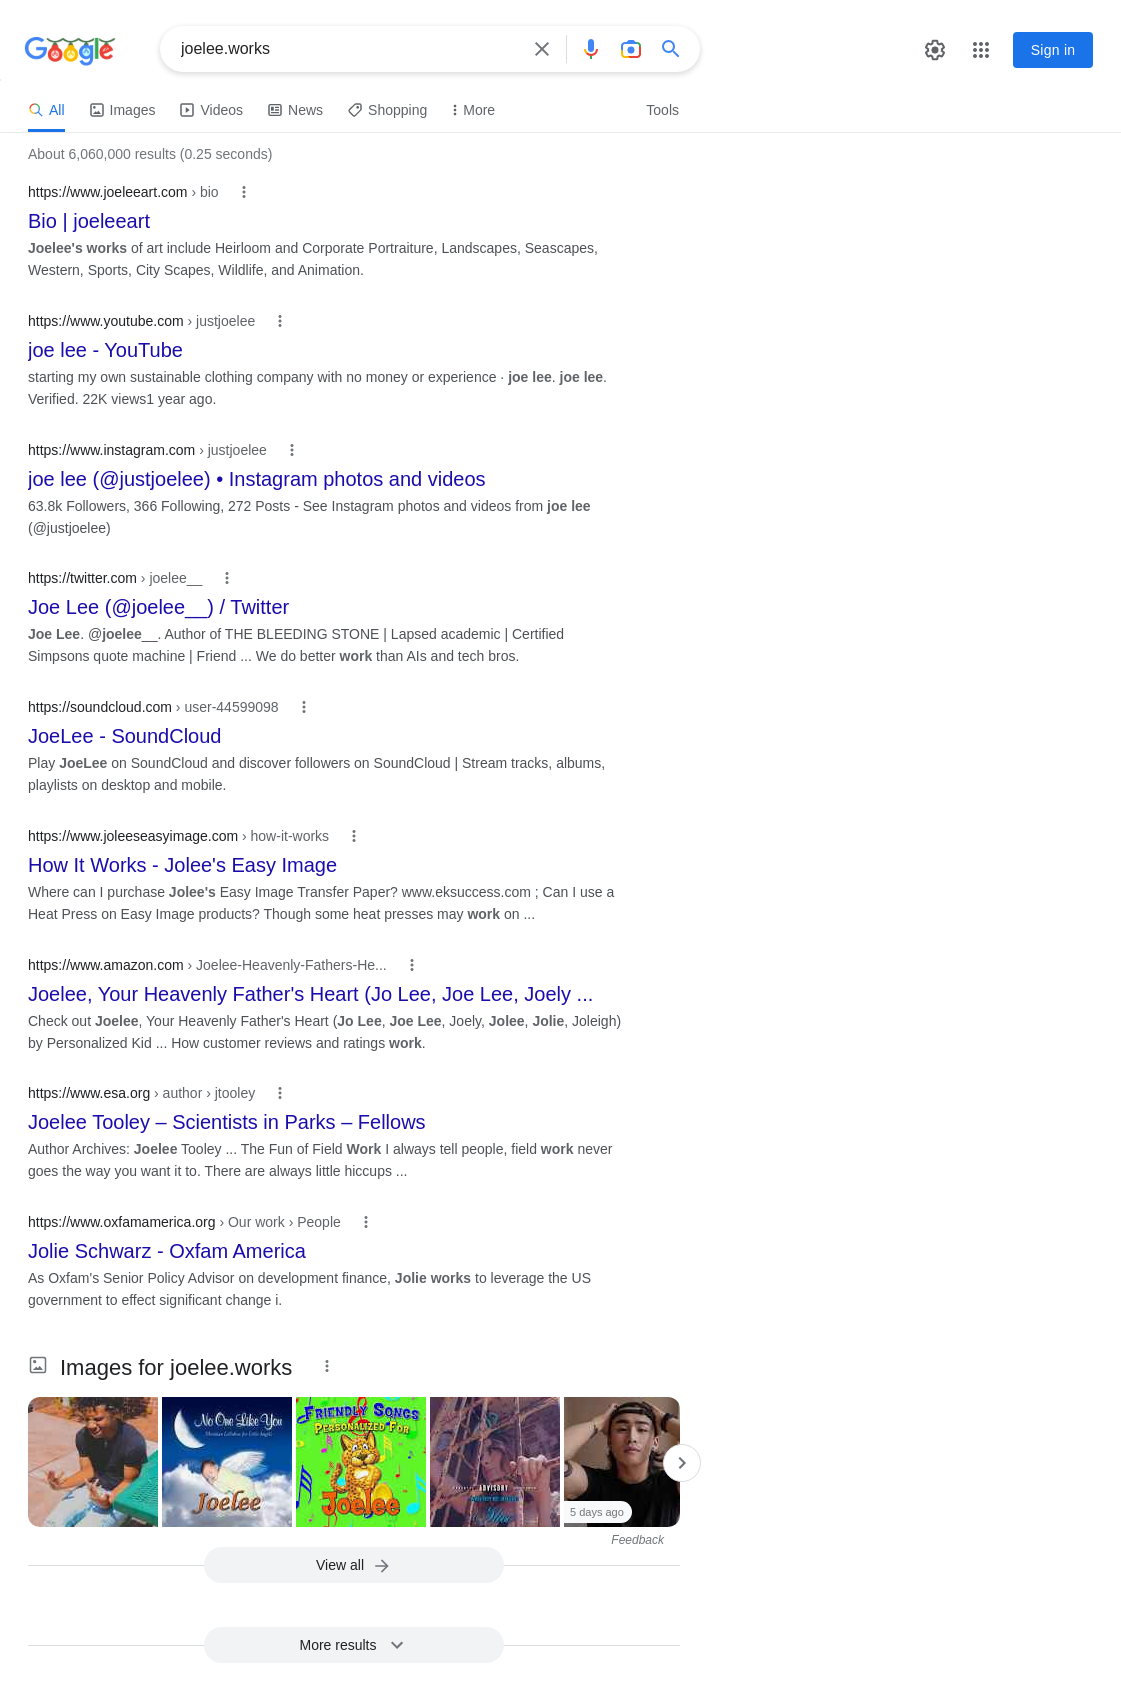 Google
joelee.works
Sign in
All
Images
Videos
News
Shopping
More
Tools
About 6,060,000 results (0.25 seconds)
https://www.joeleeart.com › bio
Bio | joeleeart
Joelee's works of art include Heirloom and Corporate Portraiture, Landscapes, Seascapes,
Western, Sports, City Scapes, Wildlife, and Animation.
https://www.youtube.com › justjoelee
joe lee - YouTube
starting my own sustainable clothing company with no money or experience · joe lee. joe lee.
Verified. 22K views1 year ago.
https://www.instagram.com › justjoelee
joe lee (@justjoelee) • Instagram photos and videos
63.8k Followers, 366 Following, 272 Posts - See Instagram photos and videos from joe lee
(@justjoelee)
https://twitter.com › joelee__
Joe Lee (@joelee__) / Twitter
Joe Lee. @joelee__. Author of THE BLEEDING STONE | Lapsed academic | Certified
Simpsons quote machine | Friend ... We do better work than AIs and tech bros.
https://soundcloud.com › user-44599098
JoeLee - SoundCloud
Play JoeLee on SoundCloud and discover followers on SoundCloud | Stream tracks, albums,
playlists on desktop and mobile.
https://www.joleeseasyimage.com › how-it-works
How It Works - Jolee's Easy Image
Where can I purchase Jolee's Easy Image Transfer Paper? www.eksuccess.com ; Can I use a
Heat Press on Easy Image products? Though some heat presses may work on ...
https://www.amazon.com › Joelee-Heavenly-Fathers-He...
Joelee, Your Heavenly Father's Heart (Jo Lee, Joe Lee, Joely ...
Check out Joelee, Your Heavenly Father's Heart (Jo Lee, Joe Lee, Joely, Jolee, Jolie, Joleigh)
by Personalized Kid ... How customer reviews and ratings work.
https://www.esa.org › author › jtooley
Joelee Tooley – Scientists in Parks – Fellows
Author Archives: Joelee Tooley ... The Fun of Field Work I always tell people, field work never
goes the way you want it to. There are always little hiccups ...
https://www.oxfamamerica.org › Our work › People
Jolie Schwarz - Oxfam America
As Oxfam's Senior Policy Advisor on development finance, Jolie works to leverage the US
government to effect significant change i.
Images for joelee.works
No One Like You
Joelee
FRIENDLY SONGS
PERSONALIZED FOR
Joelee
ADVISORY
5 days ago
Feedback
View all
More results